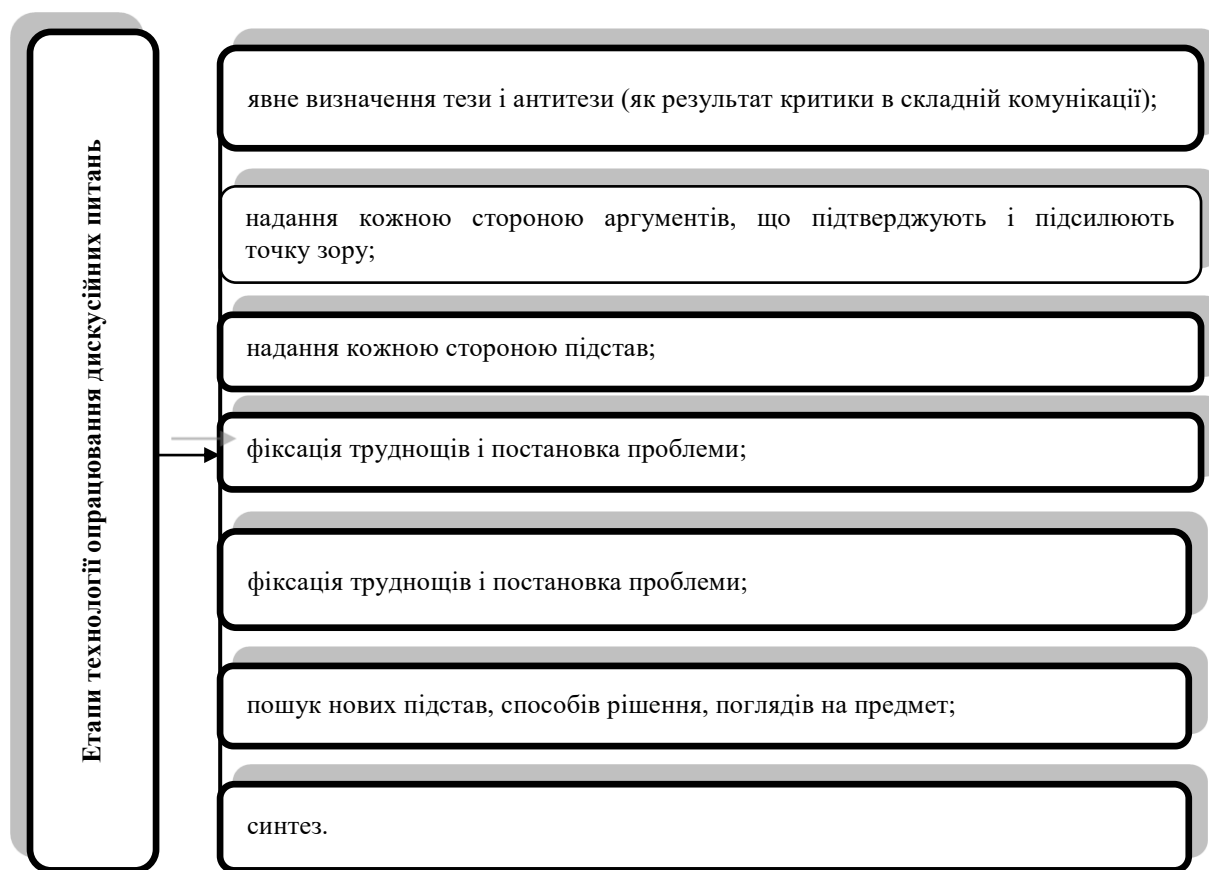 Етапи технології опрацювання дискусійних питань
явне визначення тези і антитези (як результат критики в складній комунікації);
надання кожною стороною аргументів, що підтверджують і підсилюють
точку зору;
надання кожною стороною підстав;
фіксація труднощів і постановка проблеми;
фіксація труднощів і постановка проблеми;
пошук нових підстав, способів рішення, поглядів на предмет;
синтез.